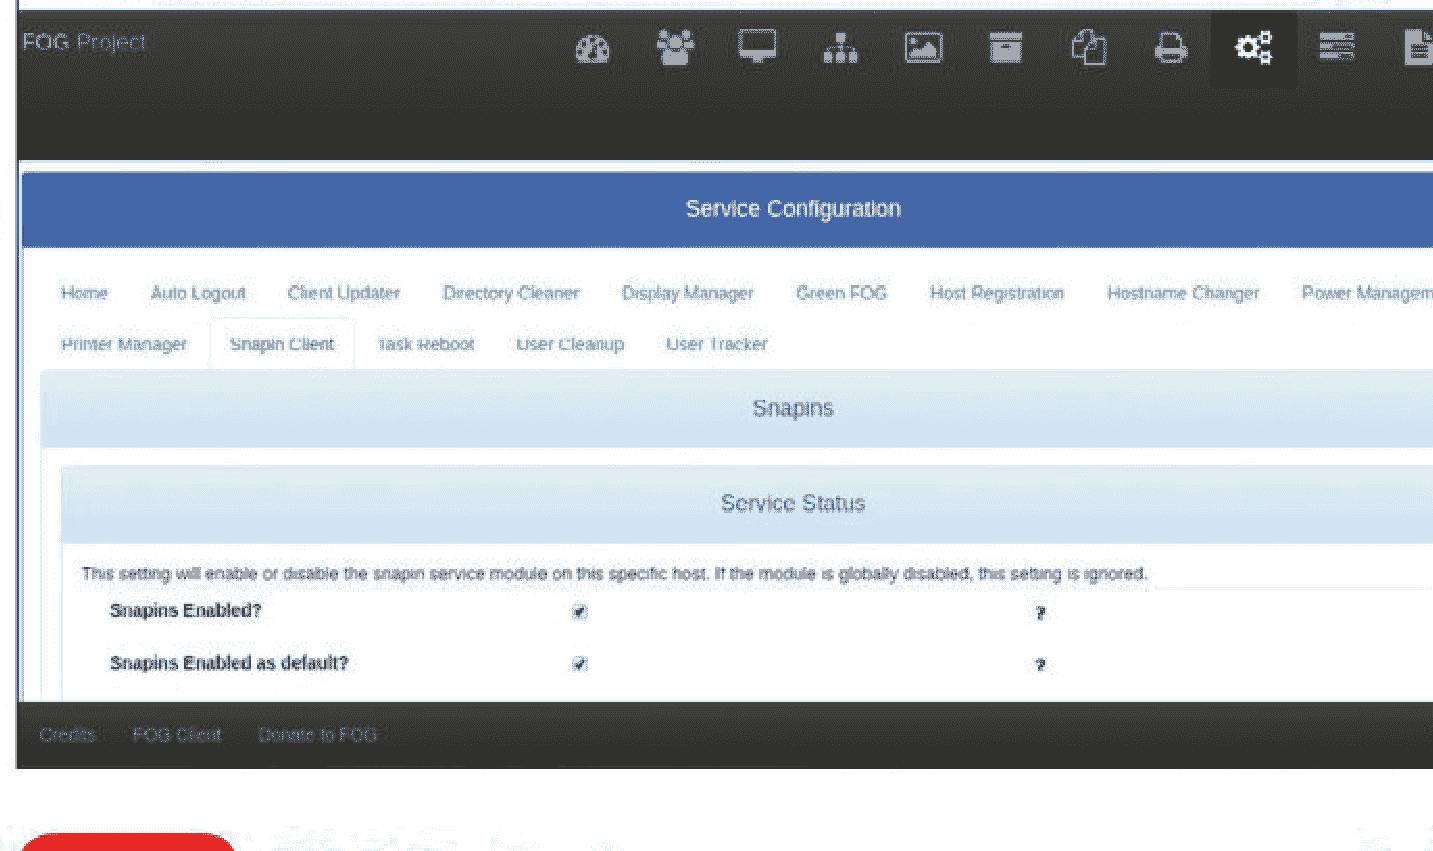 FOG Project
Service Configuration
Home Auto Logout Client Updater Directory Cleaner Display Manager Green FOG Host Registration Hostname Changer Power Managem
Printer Manager Snapin Client Task Reboot User Cleanup User Tracker
Snapins
Service Status
This setting will enable or disable the snapin service module on this specific host. If the module is globally disabled, this setting is ignored.
Snapins Enabled? ?
Snapins Enabled as default? ?
Credits FOG Client Donate to FOG